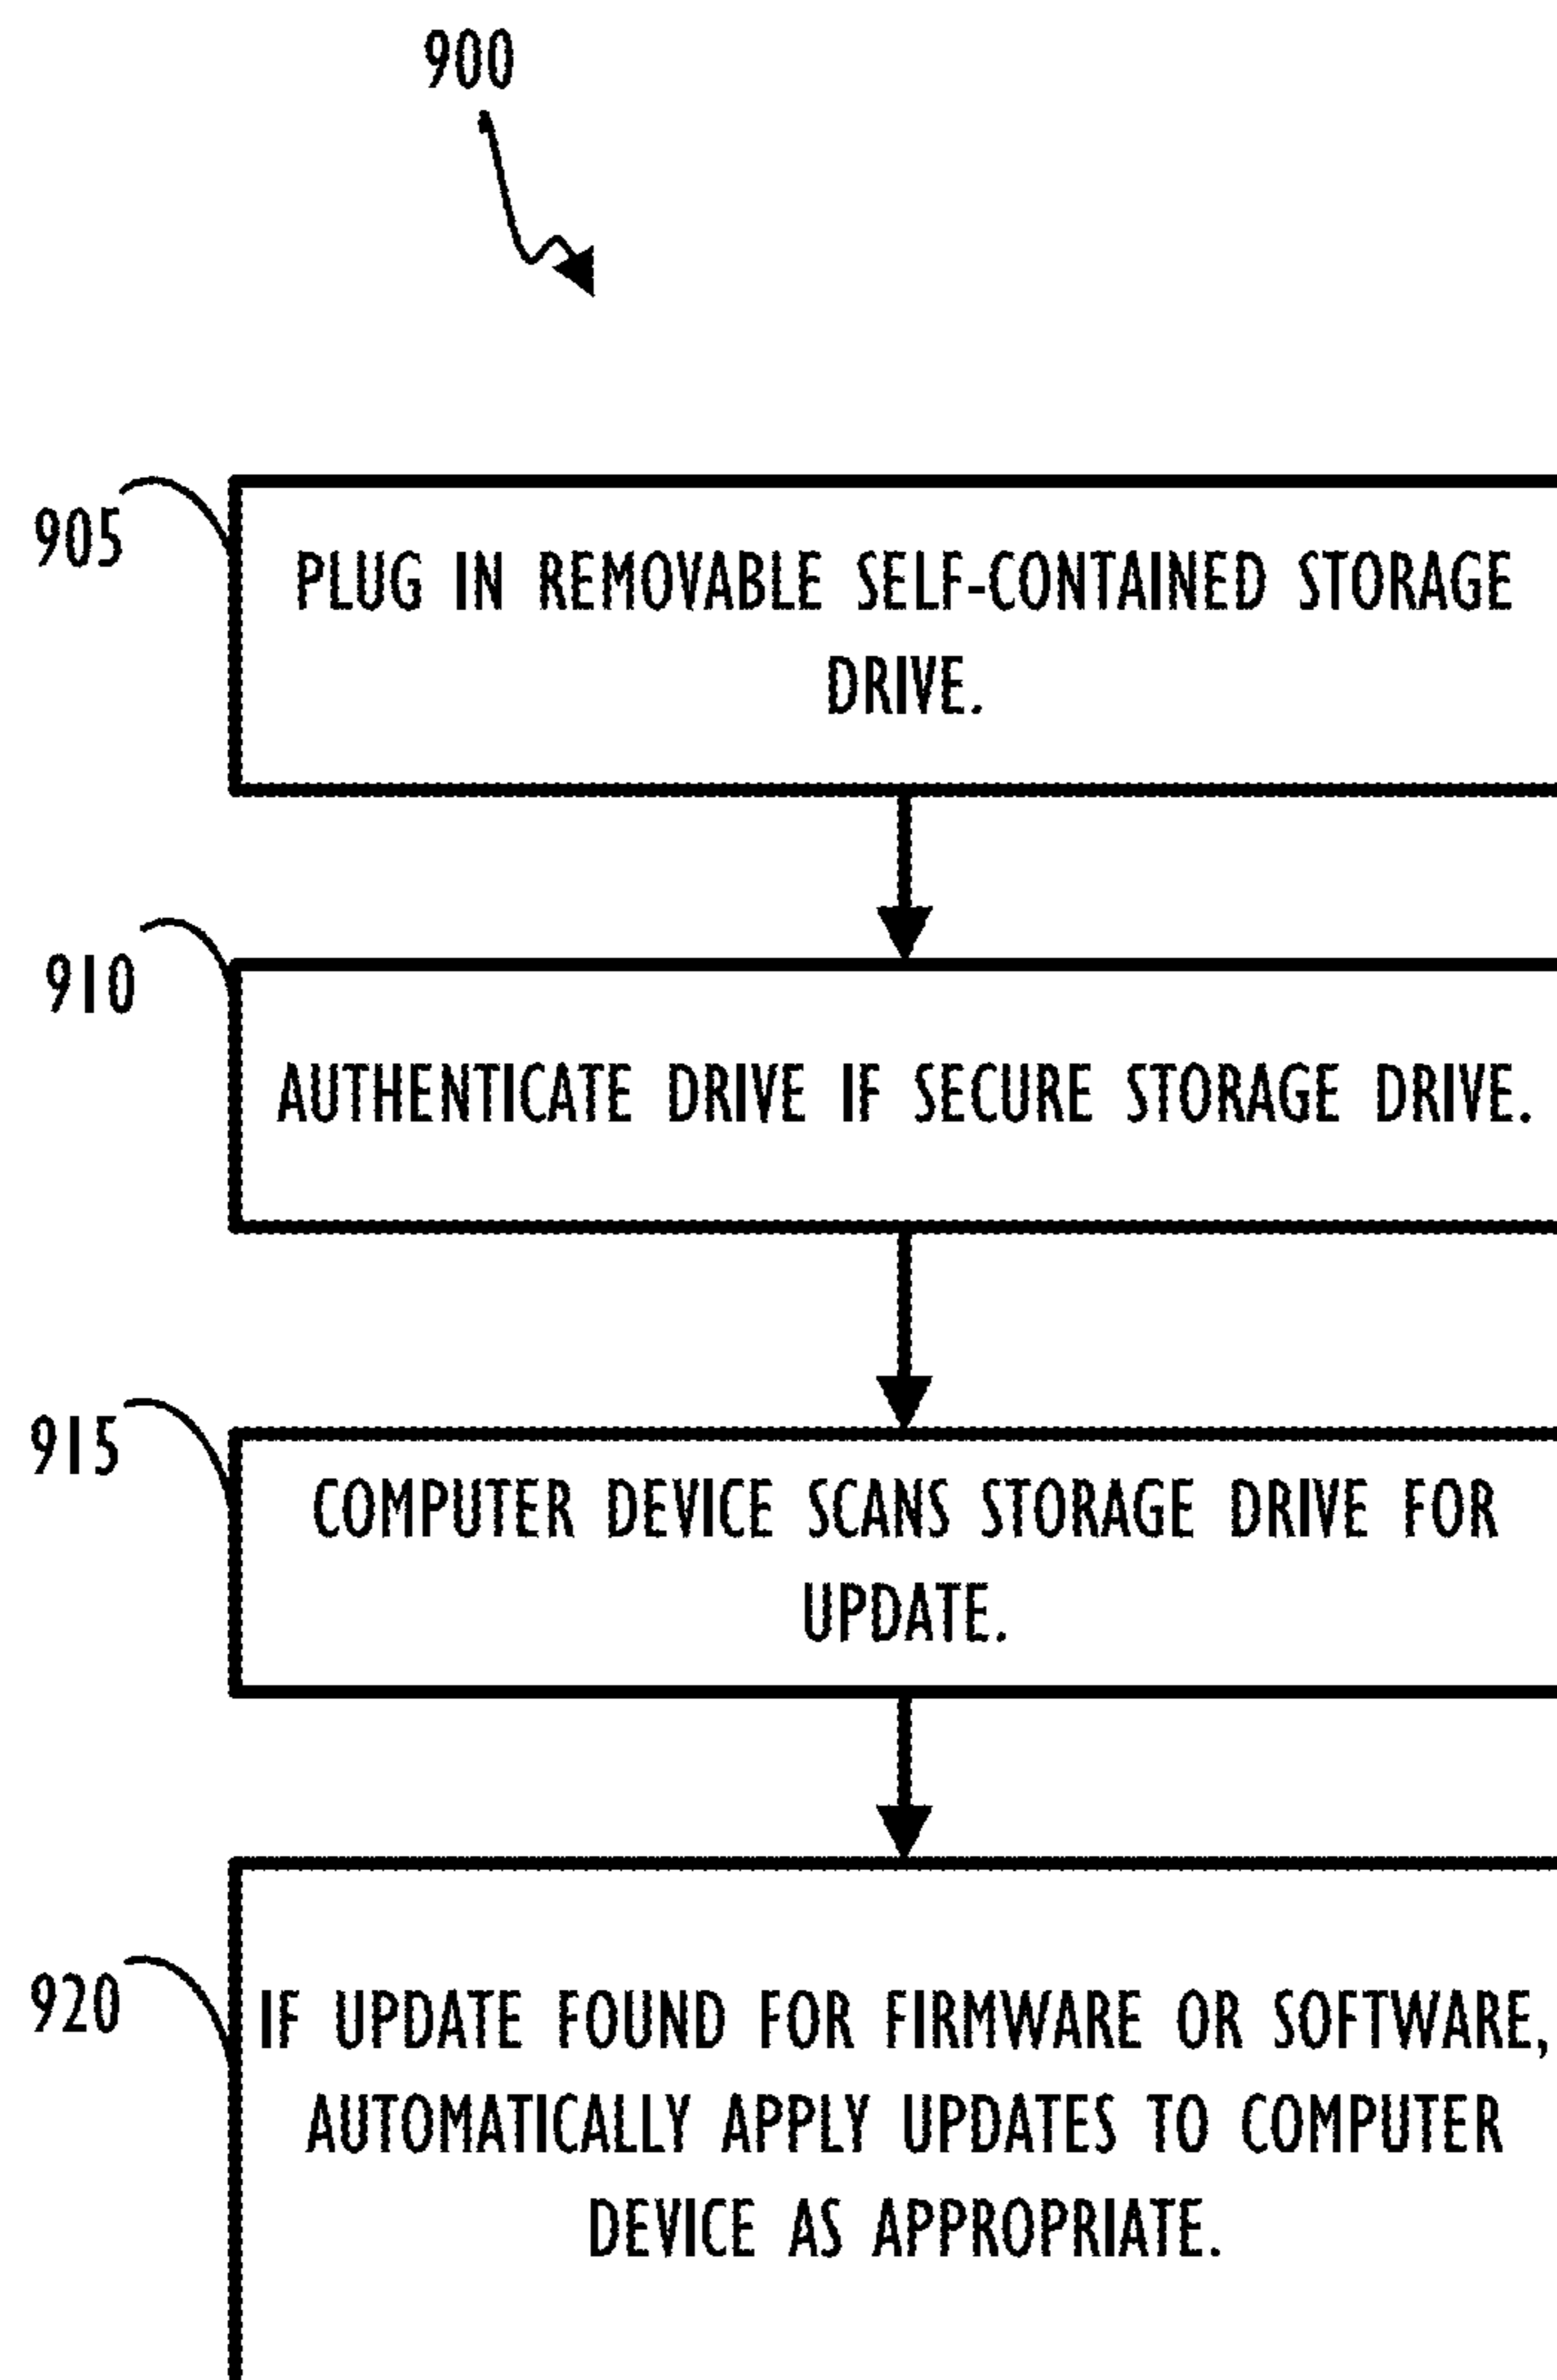 900
905
PLUG IN REMOVABLE SELF-CONTAINED STORAGE
DRIVE.
910
AUTHENTICATE DRIVE IF SECURE STORAGE DRIVE.
915
COMPUTER DEVICE SCANS STORAGE DRIVE FOR
UPDATE.
920
IF UPDATE FOUND FOR FIRMWARE OR SOFTWARE,
AUTOMATICALLY APPLY UPDATES TO COMPUTER
DEVICE AS APPROPRIATE.